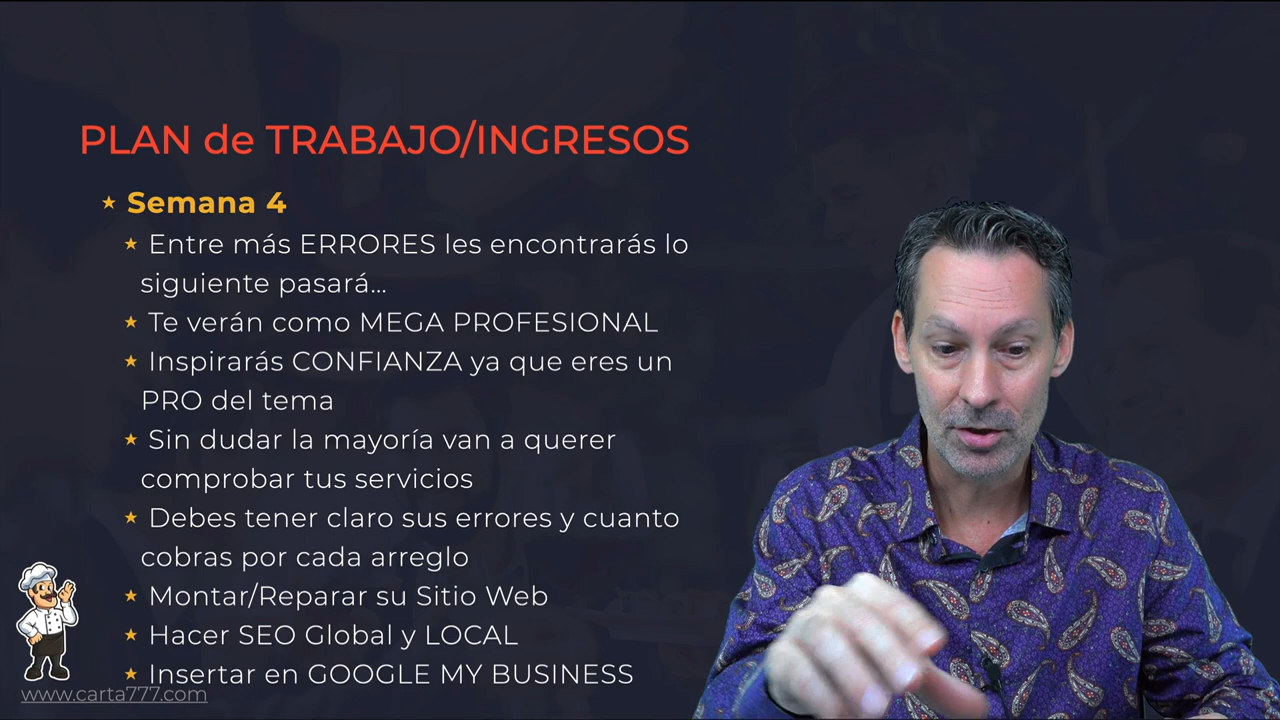 PLAN de TRABAJO/INGRESOS
Semana 4
Entre más ERRORES les encontrarás lo
siguiente pasará...
Te verán como MEGA PROFESIONAL
Inspirarás CONFIANZA ya que eres un
PRO del tema
Sin dudar la mayoría van a querer
comprobar tus servicios
Debes tener claro sus errores y cuanto
cobras por cada arreglo
Montar/Reparar su Sitio Web
Hacer SEO Global y LOCAL
Insertar en GOOGLE MY BUSINESS
www.carta777.com